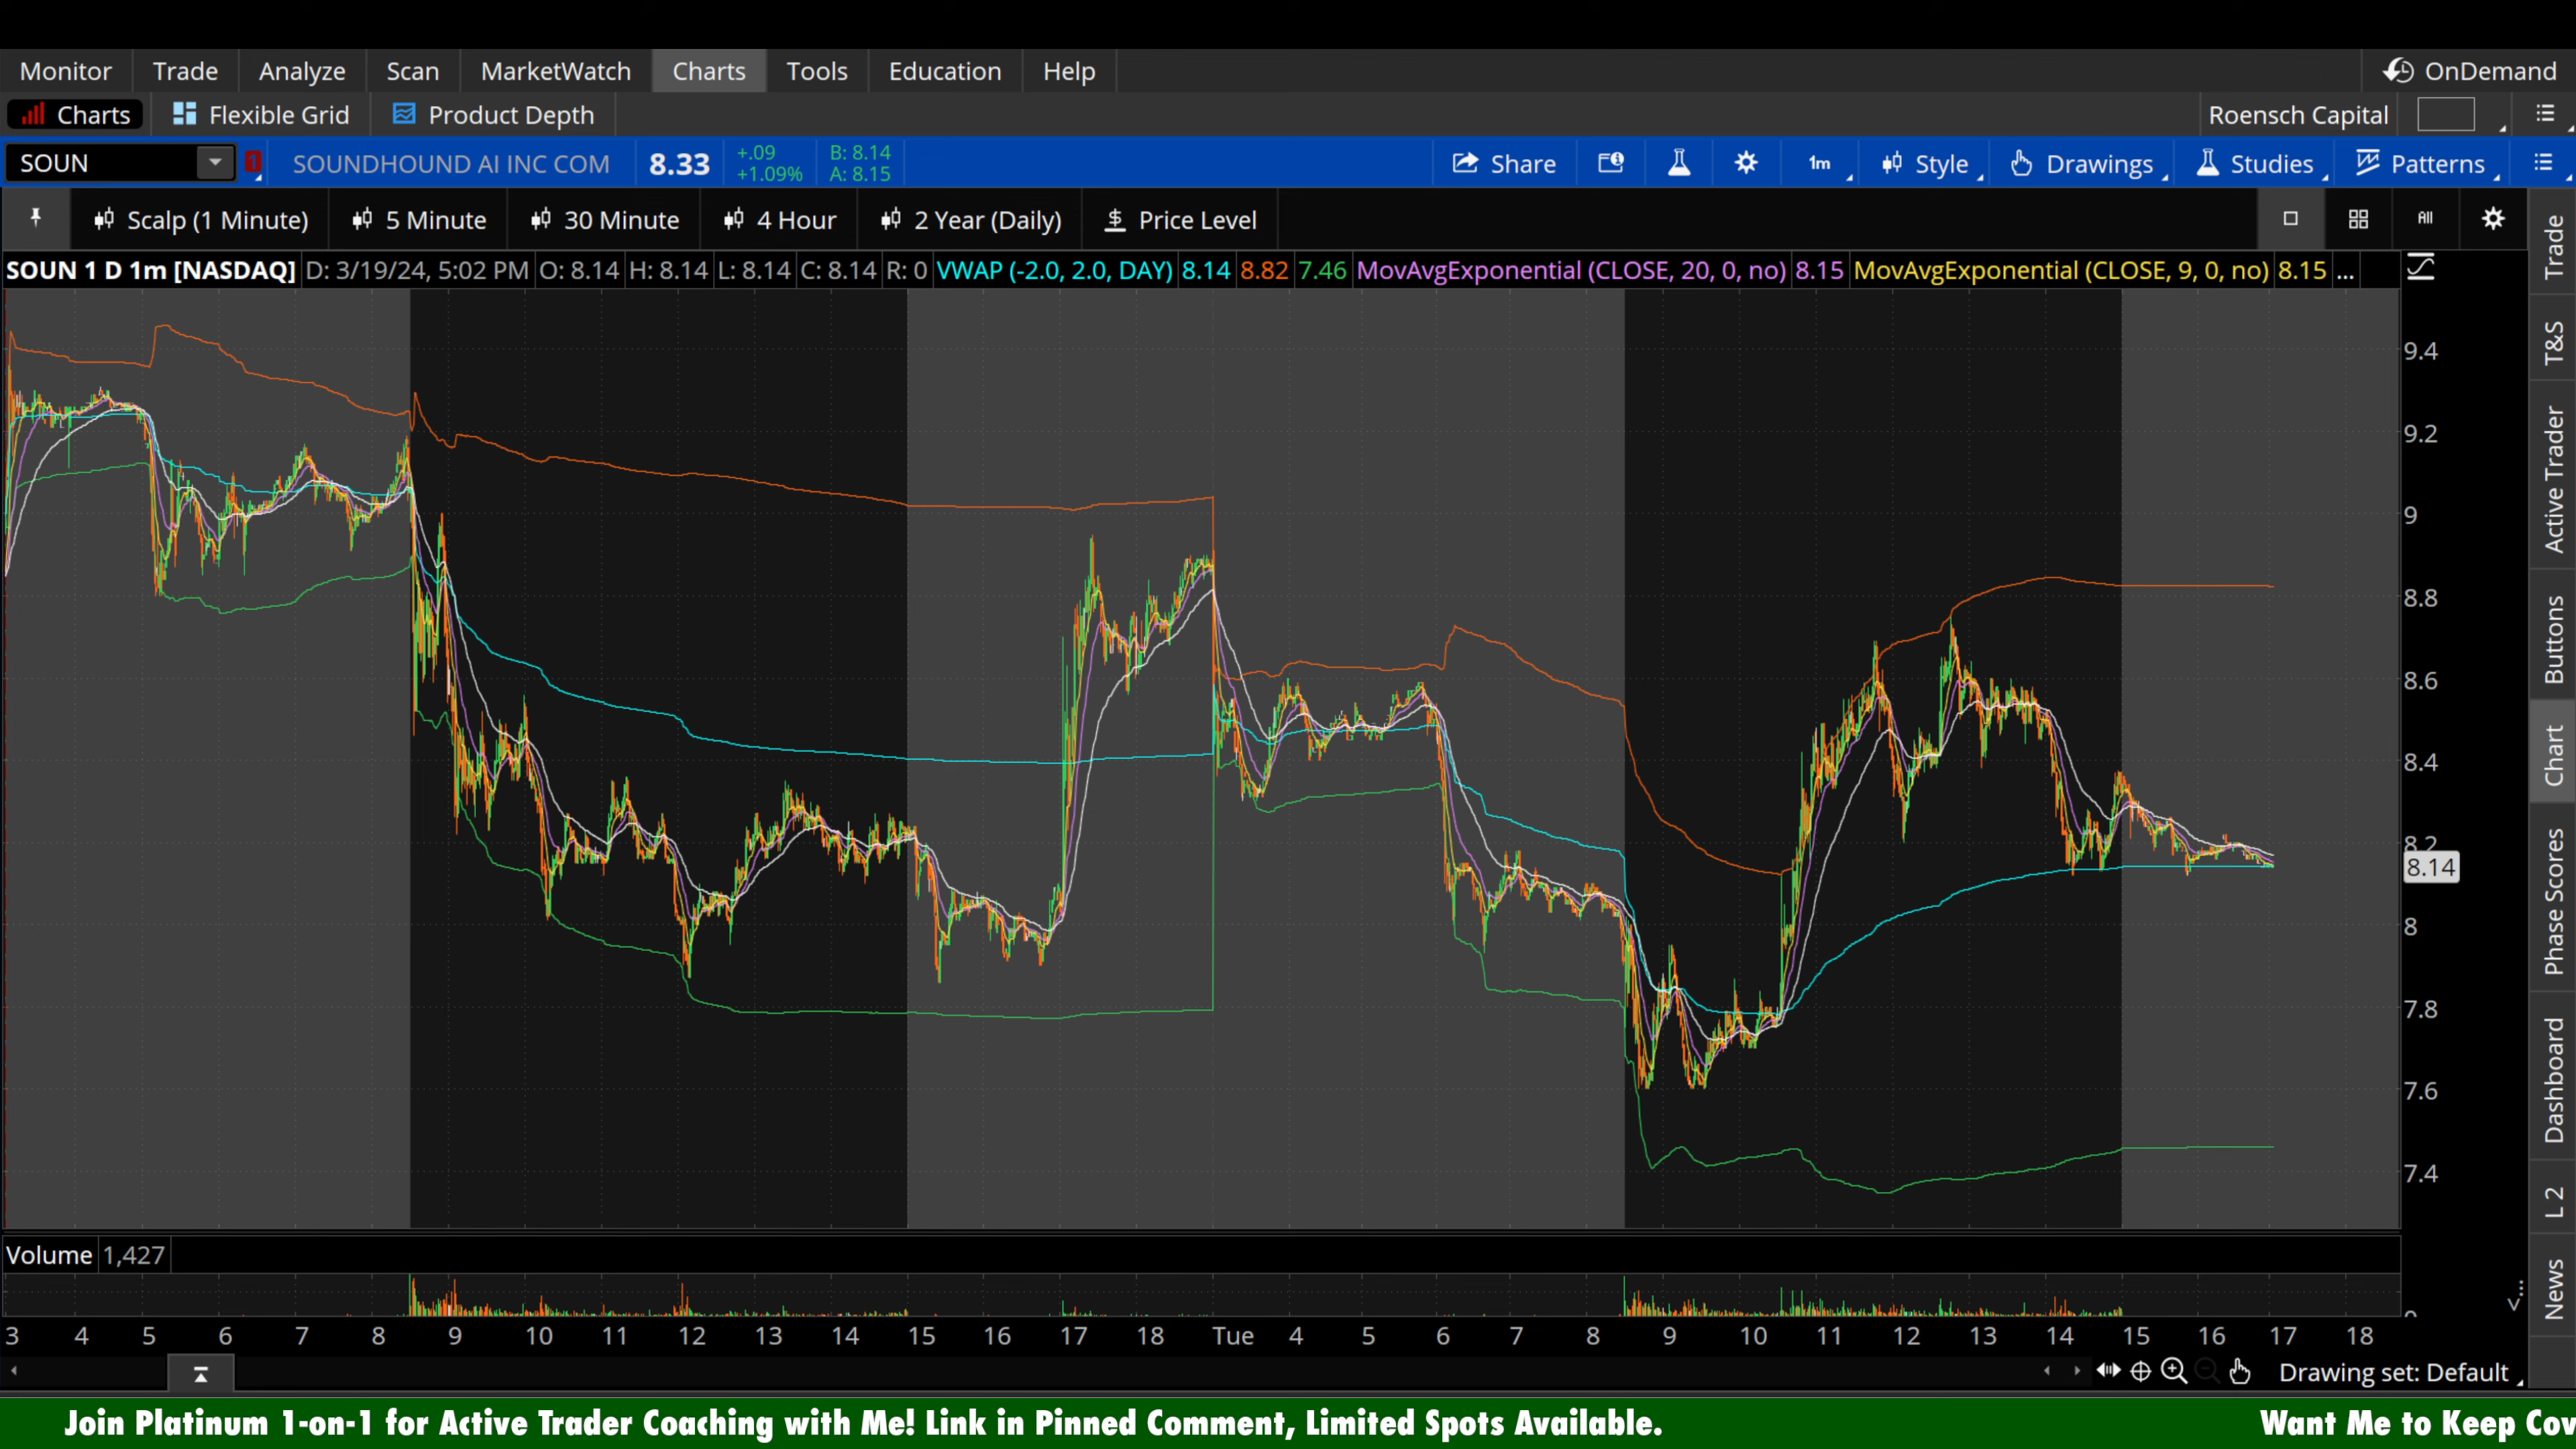 Monitor Trade Analyze Scan MarketWatch Charts Tools Education Help OnDemand
Charts Flexible Grid Product Depth Roensch Capital
SOUN 1 SOUNDHOUND AI INC COM 8.33 +.09 +1.09% B: 8.14 A: 8.15 Share 1m Style Drawings Studies Patterns
Scalp (1 Minute) 5 Minute 30 Minute 4 Hour 2 Year (Daily) $ Price Level All
SOUN 1 D 1m [NASDAQ] D: 3/19/24, 5:02 PM O: 8.14 H: 8.14 L: 8.14 C: 8.14 R: 0 VWAP (-2.0, 2.0, DAY) 8.14 8.82 7.46 MovAvgExponential (CLOSE, 20, 0, no) 8.15 MovAvgExponential (CLOSE, 9, 0, no) 8.15 ...
9.4
9.2
9
8.8
8.6
8.4
8.2
8.14
8
7.8
7.6
7.4
Trade
T&S
Active Trader
Buttons
Chart
Phase Scores
Dashboard
L 2
News
Volume 1,427
0
3 4 5 6 7 8 9 10 11 12 13 14 15 16 17 18 Tue 4 5 6 7 8 9 10 11 12 13 14 15 16 17 18
Drawing set: Default
Join Platinum 1-on-1 for Active Trader Coaching with Me! Link in Pinned Comment, Limited Spots Available. Want Me to Keep Cov